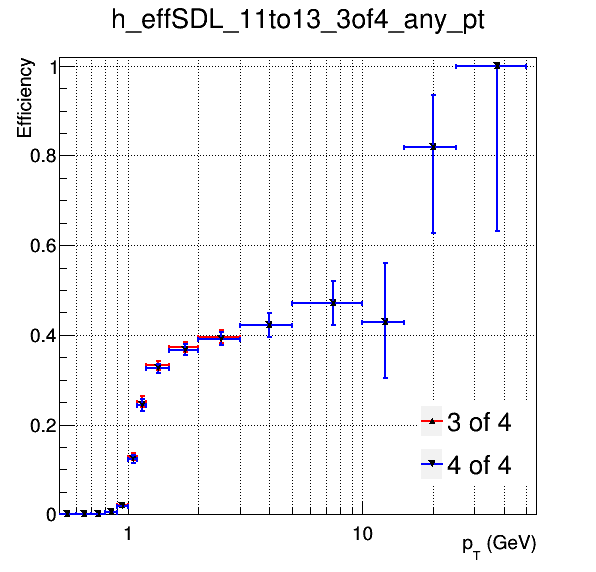 h_effSDL_11to13_3of4_any_pt
Efficiency
1
0.8
0.6
0.4
0.2
0
3 of 4
4 of 4
1
10
p_T (GeV)